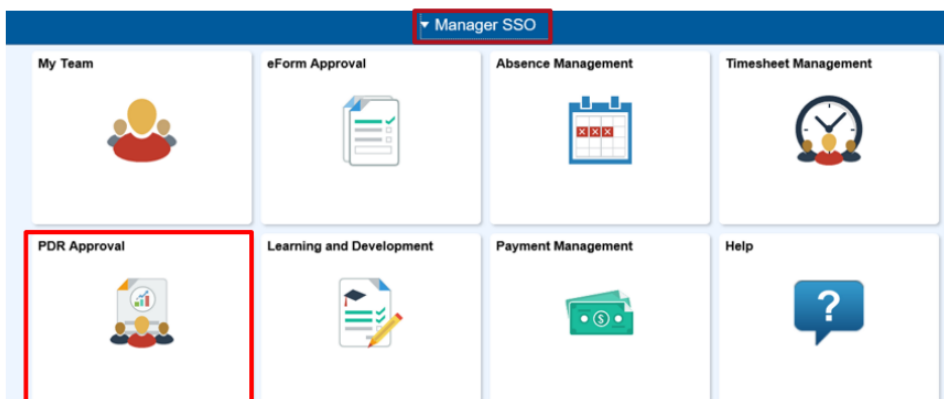 Manager SSO
My Team
eForm Approval
Absence Management
Timesheet Management
PDR Approval
Learning and Development
Payment Management
Help